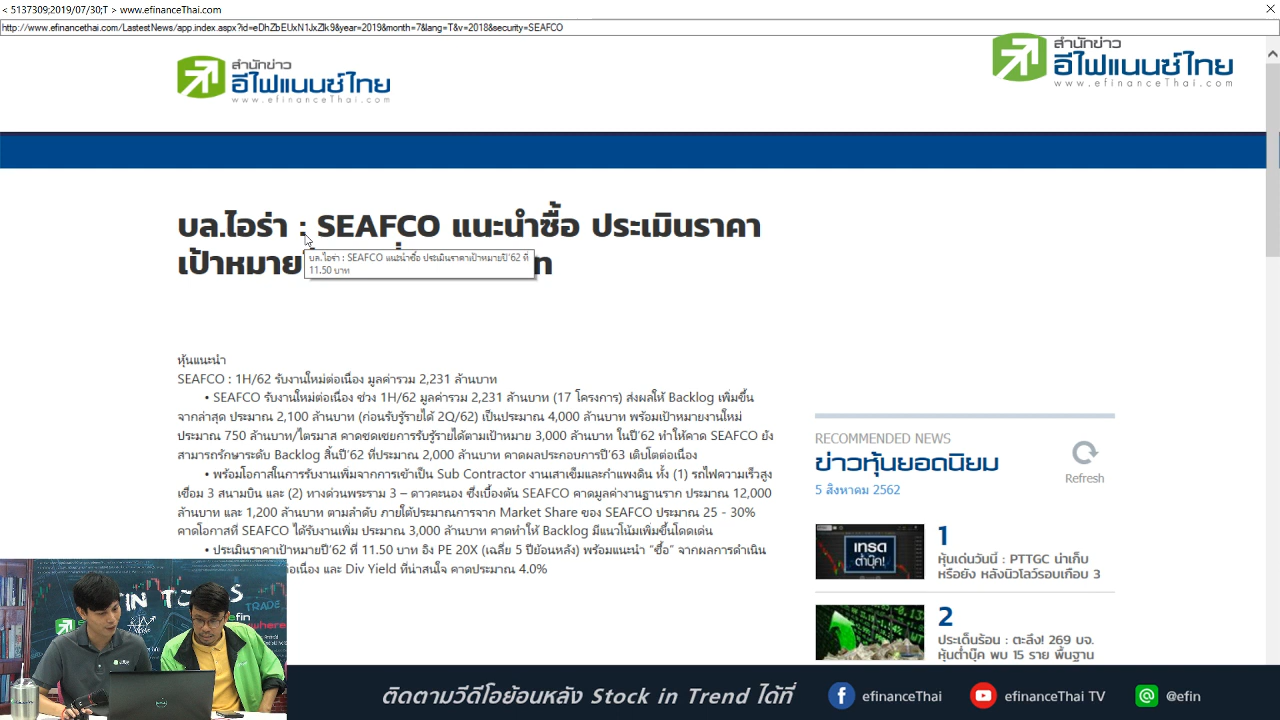 < 5137309;2019/07/30;T > www.efinanceThai.com
http://www.efinancethai.com/LastestNews/app.index.aspx?id=eDhZbEUxN1JxZlk9&year=2019&month=7&lang=T&v=2018&security=SEAFCO
สำนักข่าว
อีไฟแนนซ์ไทย
www.efinanceThai.com
สำนักข่าว
อีไฟแนนซ์ไทย
www.efinanceThai.com
บล.ไอร่า : SEAFCO แนะนำซื้อ ประเมินราคา
เป้าหมาย
บล.ไอร่า : SEAFCO แนะนำซื้อ ประเมินราคาเป้าหมายปี'62 ที่
11.50 บาท
หุ้นแนะนำ
SEAFCO : 1H/62 รับงานใหม่ต่อเนื่อง มูลค่ารวม 2,231 ล้านบาท
• SEAFCO รับงานใหม่ต่อเนื่อง ช่วง 1H/62 มูลค่ารวม 2,231 ล้านบาท (17 โครงการ) ส่งผลให้ Backlog เพิ่มขึ้น
จากล่าสุด ประมาณ 2,100 ล้านบาท (ก่อนรับรู้รายได้ 2Q/62) เป็นประมาณ 4,000 ล้านบาท พร้อมเป้าหมายงานใหม่
ประมาณ 750 ล้านบาท/ไตรมาส คาดชดเชยการรับรู้รายได้ตามเป้าหมาย 3,000 ล้านบาท ในปี'62 ทำให้คาด SEAFCO ยัง
สามารถรักษาระดับ Backlog สิ้นปี'62 ที่ประมาณ 2,000 ล้านบาท คาดผลประกอบการปี'63 เติบโตต่อเนื่อง
• พร้อมโอกาสในการรับงานเพิ่มจากการเข้าเป็น Sub Contractor งานเสาเข็มและกำแพงดิน ทั้ง (1) รถไฟความเร็วสูง
เชื่อม 3 สนามบิน และ (2) ทางด่วนพระราม 3 – ดาวคะนอง ซึ่งเบื้องต้น SEAFCO คาดมูลค่างานฐานราก ประมาณ 12,000
ล้านบาท และ 1,200 ล้านบาท ตามลำดับ ภายใต้ประมาณการจาก Market Share ของ SEAFCO ประมาณ 25 - 30%
คาดโอกาสที่ SEAFCO ได้รับงานเพิ่ม ประมาณ 3,000 ล้านบาท คาดทำให้ Backlog มีแนวโน้มเพิ่มขึ้นโดดเด่น
• ประเมินราคาเป้าหมายปี'62 ที่ 11.50 บาท อิง PE 20X (เฉลี่ย 5 ปีย้อนหลัง) พร้อมแนะนำ "ซื้อ" จากผลการดำเนิน
อเนื่อง และ Div Yield ที่น่าสนใจ คาดประมาณ 4.0%
RECOMMENDED NEWS
ข่าวหุ้นยอดนิยม
5 สิงหาคม 2562
Refresh
เทรด
ต่ำบุ๊ค!
1
หุ้นเด่นวันนี้ : PTTGC น่าเก็บ
หรือยัง หลังนิวโลว์รอบเกือบ 3
2
ประเด็นร้อน : ตะลึง! 269 บจ.
หุ้นต่ำบุ๊ค พบ 15 ราย พื้นฐาน
TRADE
efin
ติดตามวีดีโอย้อนหลัง Stock in Trend ได้ที่
efinanceThai
efinanceThai TV
@efin